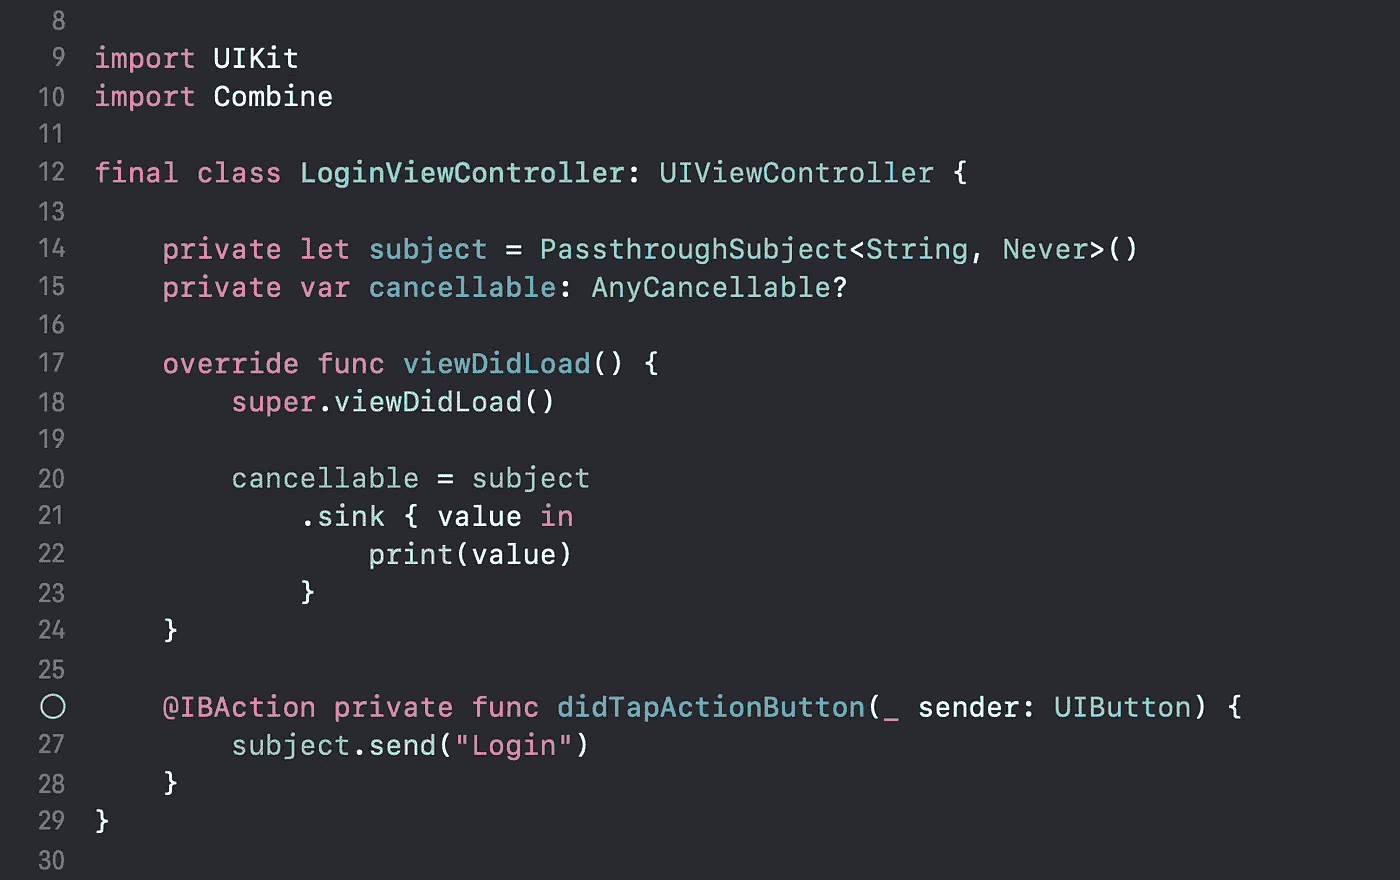 8
9 import UIKit
10 import Combine
11
12 final class LoginViewController: UIViewController {
13
14     private let subject = PassthroughSubject<String, Never>()
15     private var cancellable: AnyCancellable?
16
17     override func viewDidLoad() {
18         super.viewDidLoad()
19
20         cancellable = subject
21             .sink { value in
22                 print(value)
23             }
24     }
25
    @IBAction private func didTapActionButton(_ sender: UIButton) {
27         subject.send("Login")
28     }
29 }
30